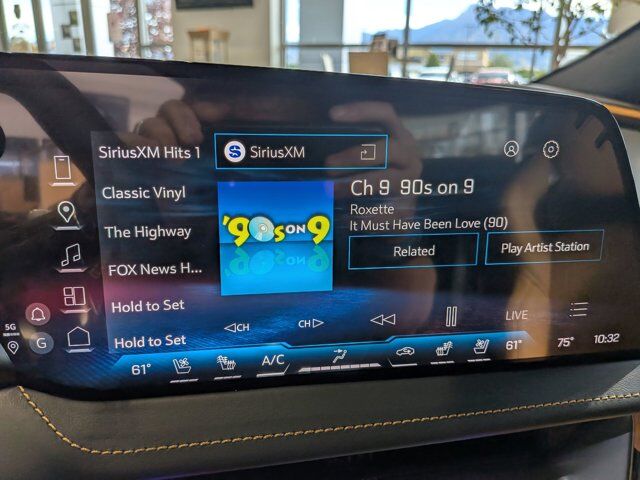 SiriusXM Hits 1
SiriusXM
Classic Vinyl
The Highway
FOX News H...
Hold to Set
Hold to Set
'90s ON 9
Ch 9 90s on 9
Roxette
It Must Have Been Love (90)
Related
Play Artist Station
CH
CH
LIVE
5G
G
61°
A/C
61°
75°
10:32